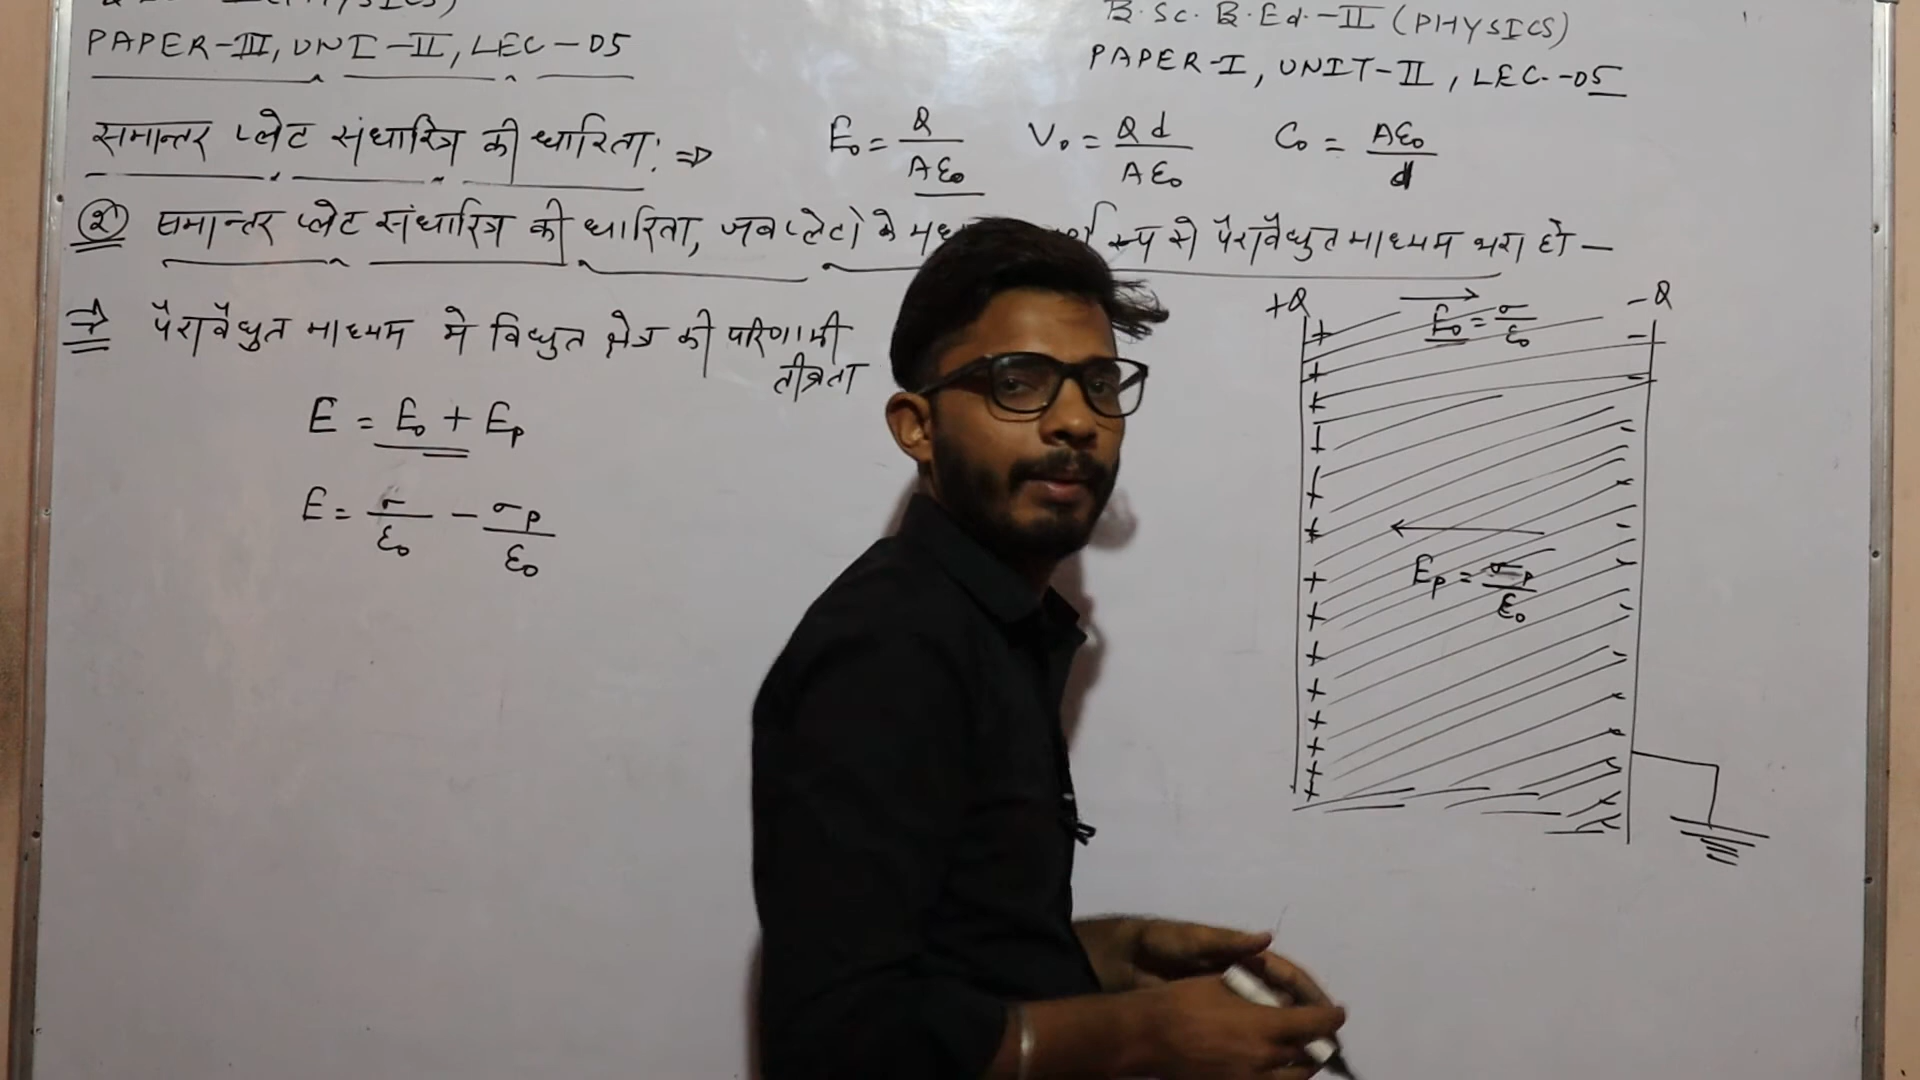 B.Sc. B.Ed.-II (PHYSICS)
PAPER-III, UNI-II, LEC-05
PAPER-I, UNIT-II, LEC.-05
समान्तर प्लेट संधारित्र की धारिता: ⇒
E₀ = Q/Aε₀ V₀ = Qd/Aε₀ C₀ = Aε₀/d
② समान्तर प्लेट संधारित्र की धारिता, जब प्लेटों के रूप से पैरावैधुत माध्यम भरा हो —
⇒ पैरावैधुत माध्यम मे विधुत क्षेत्र की परिणामी
तीव्रता
E = E₀ + Eₚ
E = σ/ε₀ - σₚ/ε₀
+Q -Q
E₀ = σ/ε₀
Eₚ = σₚ/ε₀